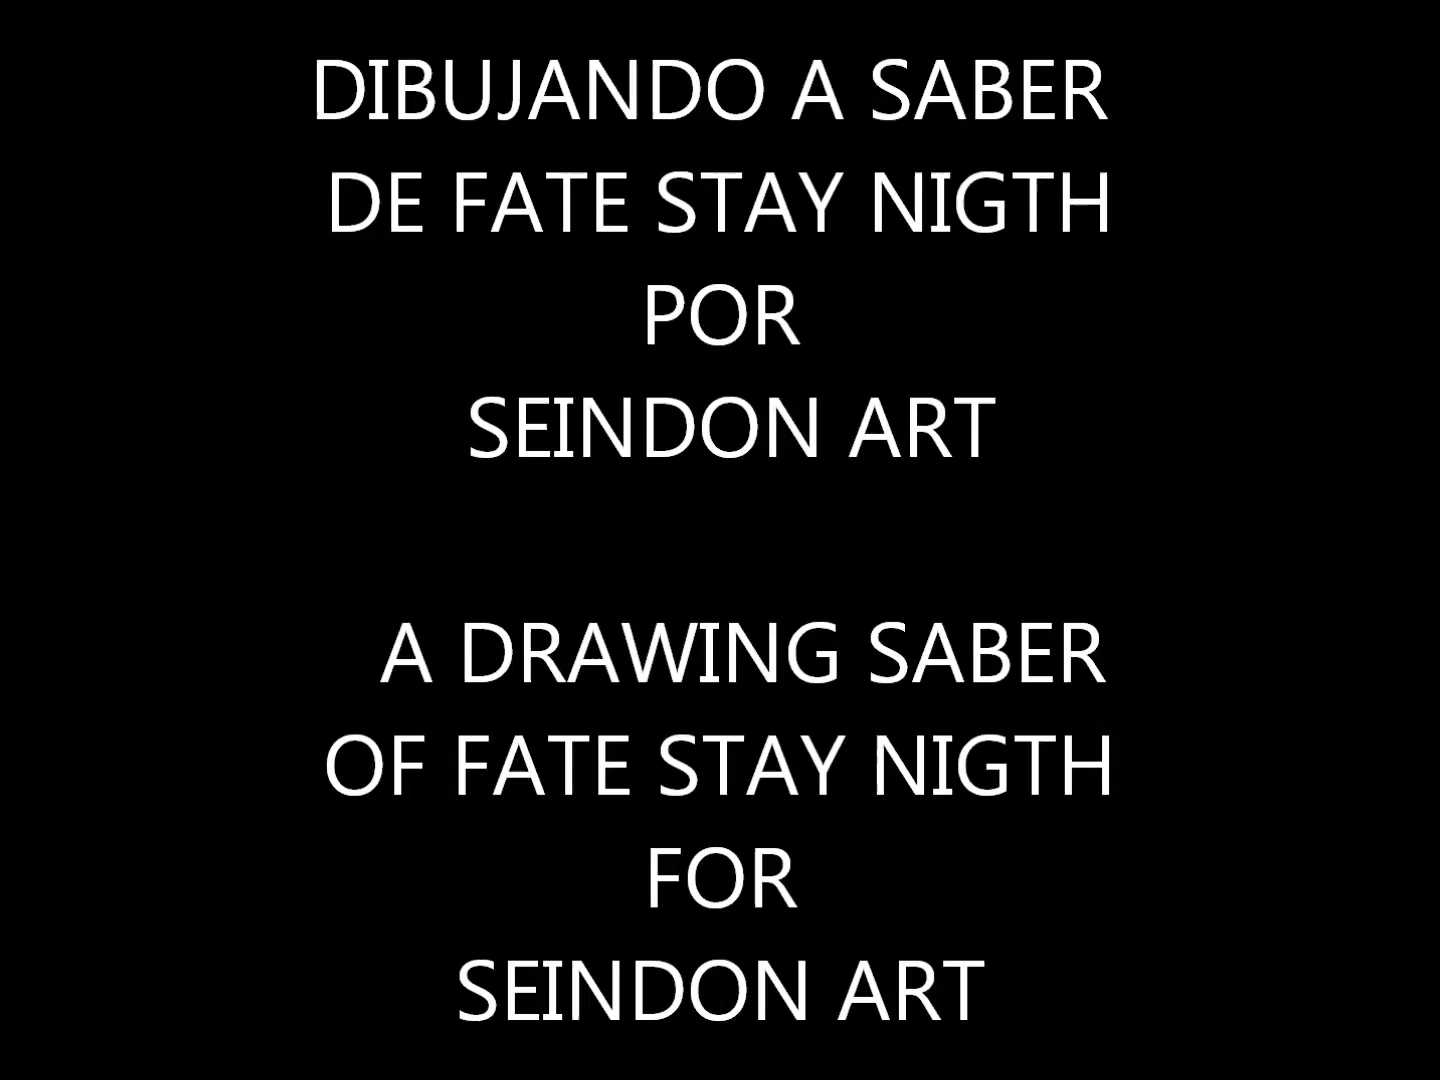 DIBUJANDO A SABER
DE FATE STAY NIGTH
POR
SEINDON ART
A DRAWING SABER
OF FATE STAY NIGTH
FOR
SEINDON ART